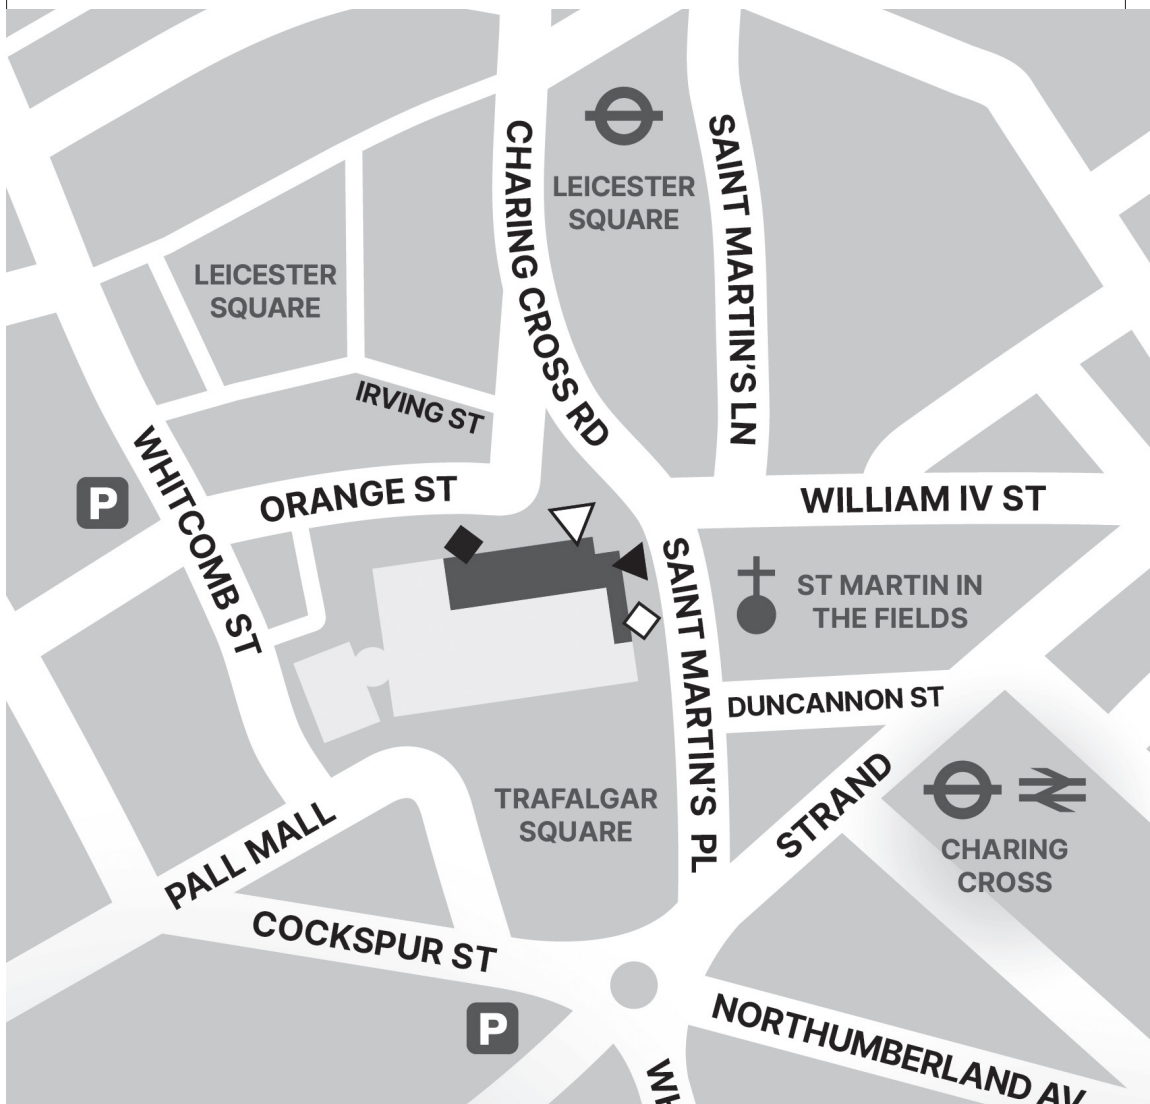 CHARING CROSS RD
SAINT MARTIN'S LN
LEICESTER
SQUARE
LEICESTER
SQUARE
IRVING ST
WHITCOMB ST
P
ORANGE ST
WILLIAM IV ST
SAINT MARTIN'S PL
ST MARTIN IN
THE FIELDS
DUNCANNON ST
STRAND
TRAFALGAR
SQUARE
CHARING
CROSS
PALL MALL
COCKSPUR ST
P
NORTHUMBERLAND AV
WH